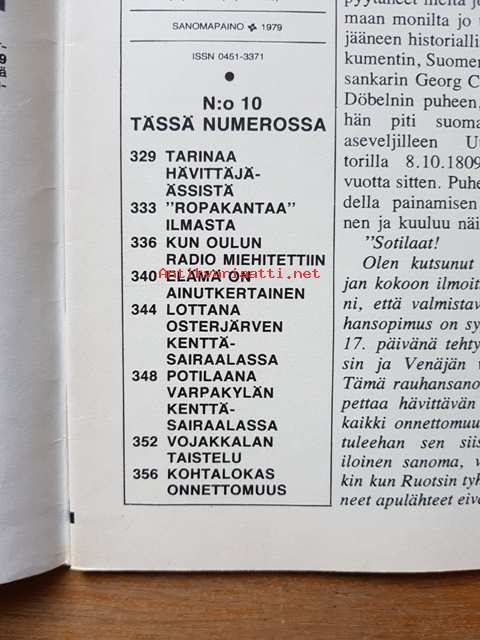 SANOMAPAINO ✤ 1979
ISSN 0451-3371
●
N:o 10
TÄSSÄ NUMEROSSA
329 TARINAA
HÄVITTÄJÄ-
ÄSSISTÄ
333 "ROPAKANTAA"
ILMASTA
336 KUN OULUN
RADIO MIEHITETTIIN
340 ELÄMÄ ON
AINUTKERTAINEN
344 LOTTANA
OSTERJÄRVEN
KENTTÄ-
SAIRAALASSA
348 POTILAANA
VARPAKYLÄN
KENTTÄ-
SAIRAALASSA
352 VOJAKKALAN
TAISTELU
356 KOHTALOKAS
ONNETTOMUUS
maan monilta jo
jääneen historialli
kumentin, Suomen
sankarin Georg C
Döbelnin puheen,
hän piti suoma
aseveljilleen U
torilla 8.10.1809
vuotta sitten. Puhe
della painamisen
nen ja kuuluu näi
"Sotilaat!
Olen kutsunut
jan kokoon ilmoit
ni, että valmistav
hansopimus on sy
17. päivänä tehty
sin ja Venäjän v
Tämä rauhansano
pettaa hävittävän
kaikki onnettomuu
tuleehan sen siis
iloinen sanoma, v
kin kun Ruotsin tyh
neet apulähteet eiv
www.antikvariaatti.net